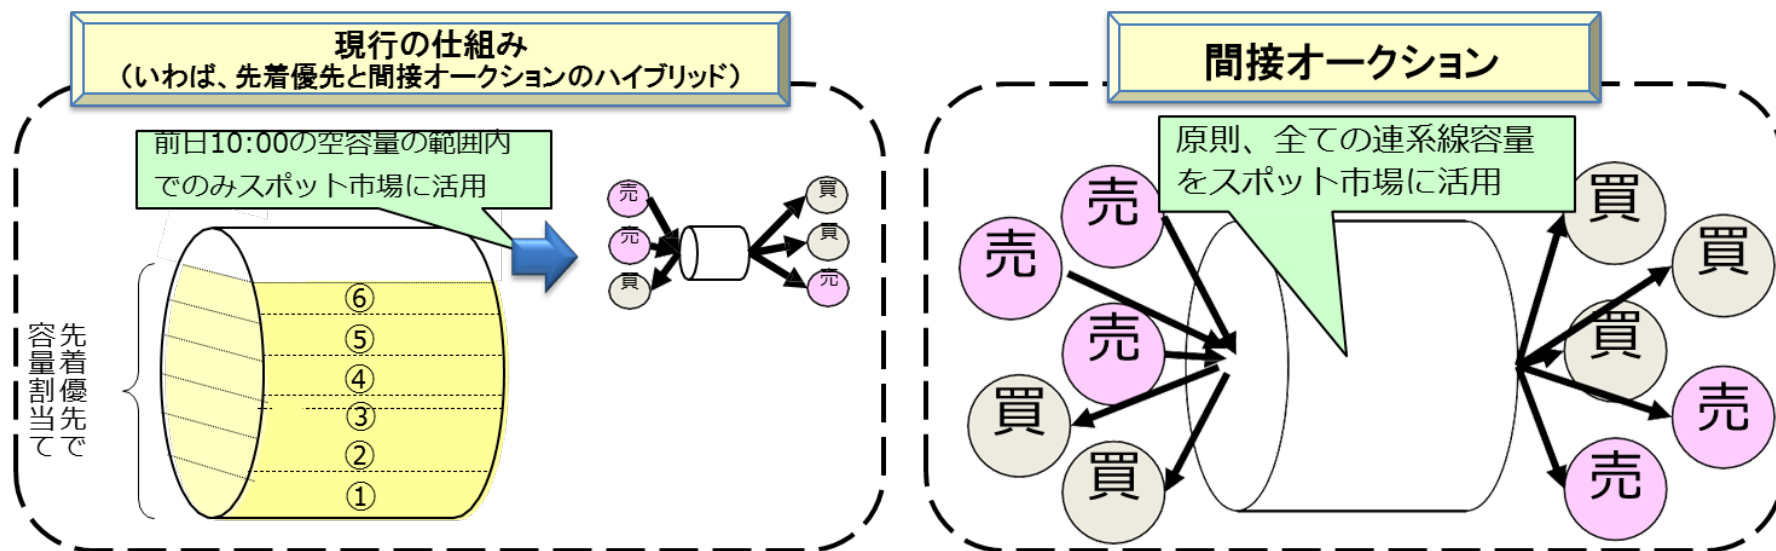 現行の仕組み
（いわば、先着優先と間接オークションのハイブリッド）
前日10:00の空容量の範囲内
でのみスポット市場に活用
売
売
買
買
買
売
先着優先で
容量割当て
⑥
⑤
④
③
②
①
間接オークション
原則、全ての連系線容量
をスポット市場に活用
売
売
売
買
買
買
買
買
売
売